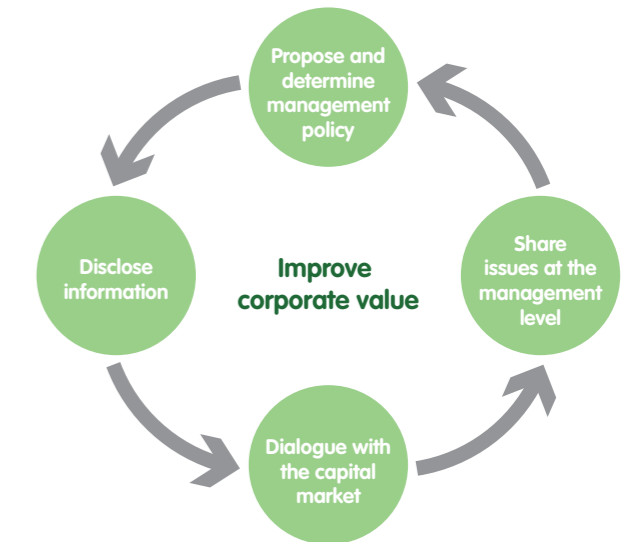 Propose and
determine
management
policy
Disclose
information
Improve
corporate value
Share
issues at the
management
level
Dialogue with
the capital
market